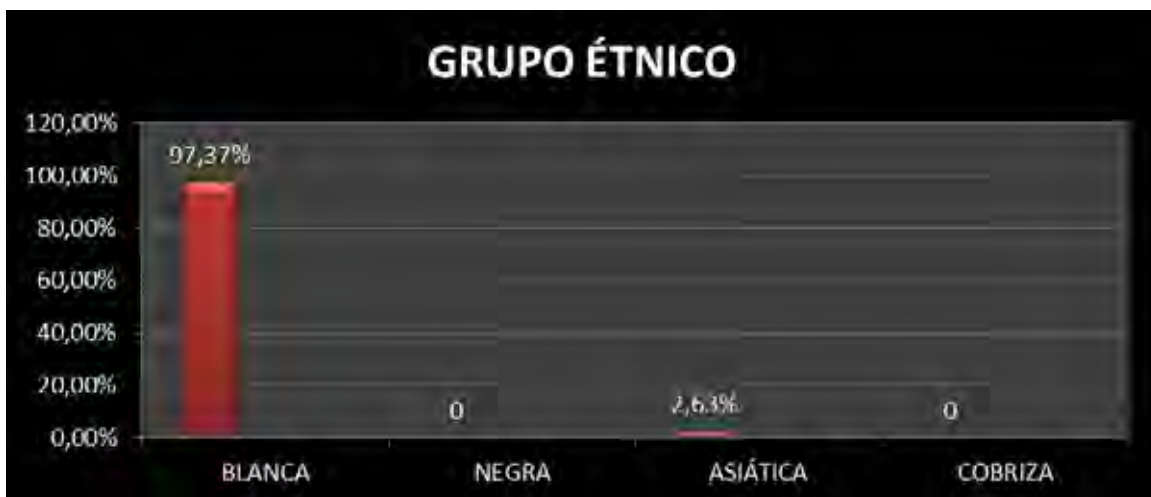 GRUPO ÉTNICO
120,00%
97,37%
100,00%
80,00%
60,00%
40,00%
20,00%
0 2,63% 0
0,00%
BLANCA NEGRA ASIÁTICA COBRIZA